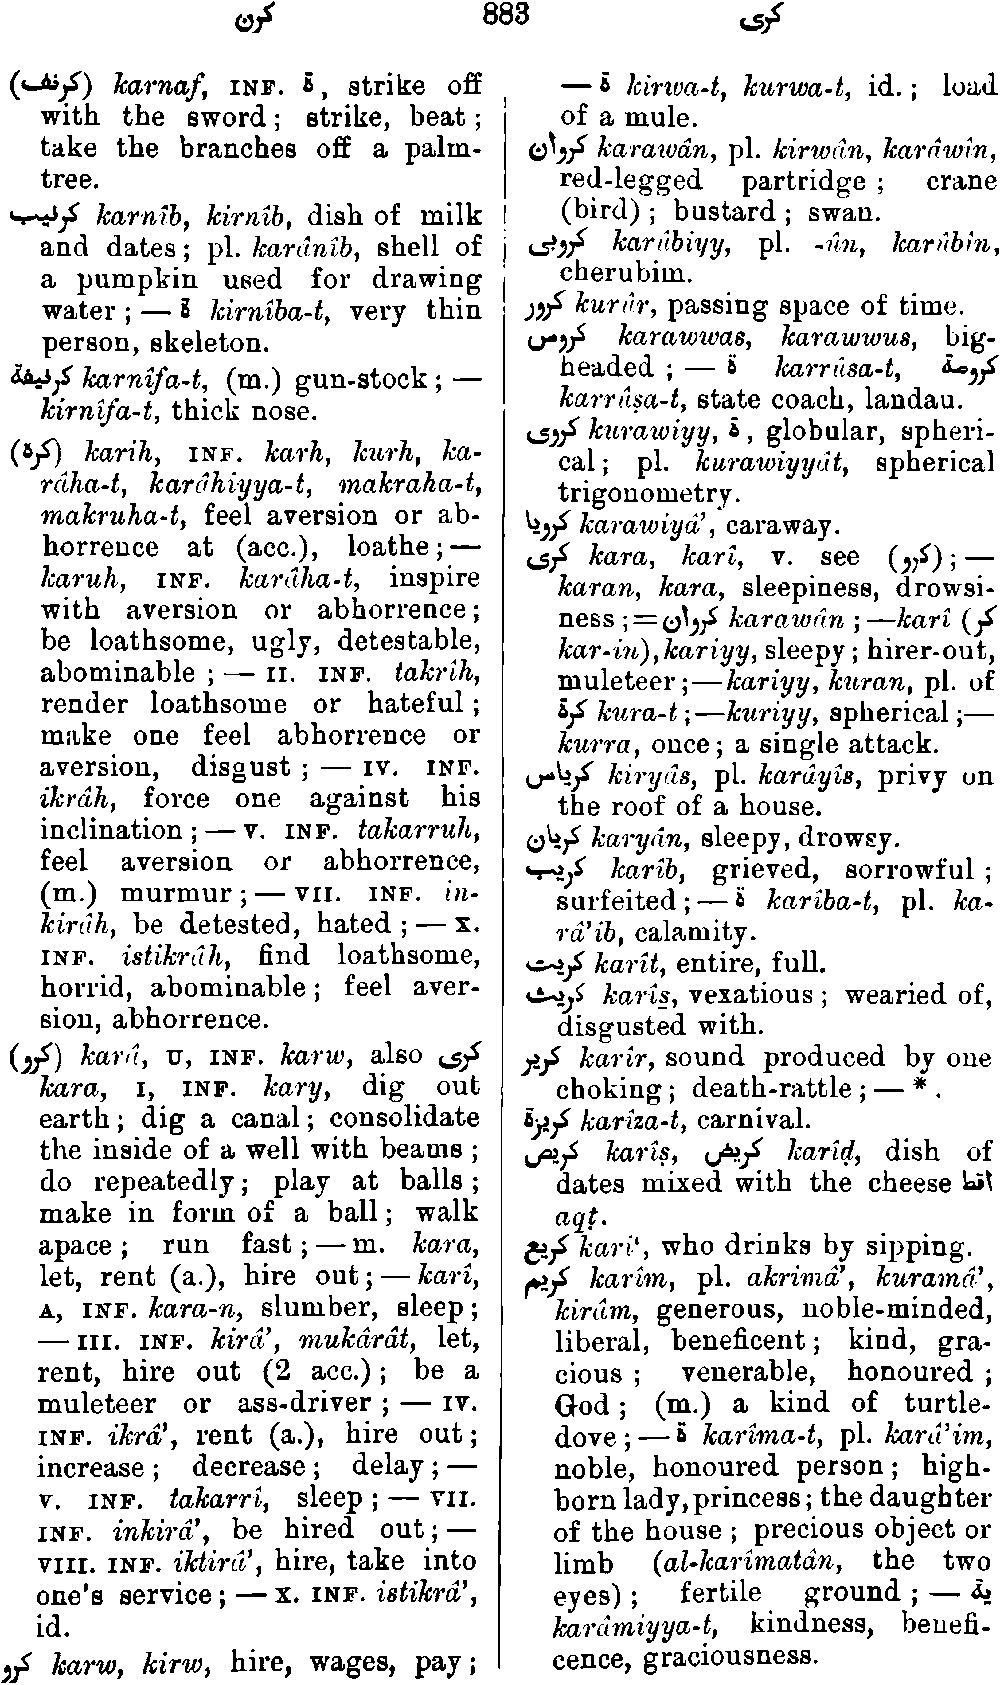 كرن 883 كرى
(كرنف) karnaf, INF. ة, strike off
with the sword; strike, beat;
take the branches off a palm-
tree.
كرنيب karnîb, kirnîb, dish of milk
and dates; pl. karânîb, shell of
a pumpkin used for drawing
water; — ة kirnîba-t, very thin
person, skeleton.
كرنيفة karnîfa-t, (m.) gun-stock; —
kirnîfa-t, thick nose.
(كره) karih, INF. karh, kurh, ka-
râha-t, karâhiyya-t, makraha-t,
makruha-t, feel aversion or ab-
horrence at (acc.), loathe; —
karuh, INF. karâha-t, inspire
with aversion or abhorrence;
be loathsome, ugly, detestable,
abominable; — II. INF. takrîh,
render loathsome or hateful;
make one feel abhorrence or
aversion, disgust; — IV. INF.
ikrâh, force one against his
inclination; — V. INF. takarruh,
feel aversion or abhorrence,
(m.) murmur; — VII. INF. in-
kirâh, be detested, hated; — X.
INF. istikrâh, find loathsome,
horrid, abominable; feel aver-
sion, abhorrence.
(كرو) karâ, U, INF. karw, also كرى
kara, I, INF. kary, dig out
earth; dig a canal; consolidate
the inside of a well with beams;
do repeatedly; play at balls;
make in form of a ball; walk
apace; run fast; — m. kara,
let, rent (a.), hire out; — karî,
A, INF. kara-n, slumber, sleep;
— III. INF. kirâ’, mukârât, let,
rent, hire out (2 acc.); be a
muleteer or ass-driver; — IV.
INF. ikrâ’, rent (a.), hire out;
increase; decrease; delay; —
V. INF. takarrî, sleep; — VII.
INF. inkirâ’, be hired out; —
VIII. INF. iktirâ’, hire, take into
one's service; — X. INF. istikrâ’,
id.
كرو karw, kirw, hire, wages, pay;
— ة kirwa-t, kurwa-t, id.; load
of a mule.
كروان karawân, pl. kirwân, karâwîn,
red-legged partridge; crane
(bird); bustard; swan.
كروبى karûbiyy, pl. -ûn, karûbîn,
cherubim.
كرور kurûr, passing space of time.
كروس karawwas, karawwus, big-
headed; — ة karrûsa-t, كروصة
karrûṣa-t, state coach, landau.
كروى kurawiyy, ة, globular, spheri-
cal; pl. kurawiyyât, spherical
trigonometry.
كرويا karawiyâ’, caraway.
كرى kara, karî, V. see (كرو); —
karan, kara, sleepiness, drowsi-
ness; = كروان karawân; — karî (كر
kar-in), kariyy, sleepy; hirer-out,
muleteer; — kariyy, kuran, pl. of
كرة kura-t; — kuriyy, spherical; —
kurra, once; a single attack.
كرياس kiryâs, pl. karâyîs, privy on
the roof of a house.
كريان karyân, sleepy, drowsy.
كريب karîb, grieved, sorrowful;
surfeited; — ة karîba-t, pl. ka-
râ’ib, calamity.
كريت karît, entire, full.
كريث karîs̱, vexatious; wearied of,
disgusted with.
كرير karîr, sound produced by one
choking; death-rattle; — *.
كريزة karîza-t, carnival.
كريص karîṣ, كريض karîḍ, dish of
dates mixed with the cheese اقط
aqṭ.
كريع karî‘, who drinks by sipping.
كريم karîm, pl. akrimâ’, kuramâ’,
kirâm, generous, noble-minded,
liberal, beneficent; kind, gra-
cious; venerable, honoured;
God; (m.) a kind of turtle-
dove; — ة karîma-t, pl. karâ’im,
noble, honoured person; high-
born lady, princess; the daughter
of the house; precious object or
limb (al-karîmatân, the two
eyes); fertile ground; — ية
karâmiyya-t, kindness, benefi-
cence, graciousness.